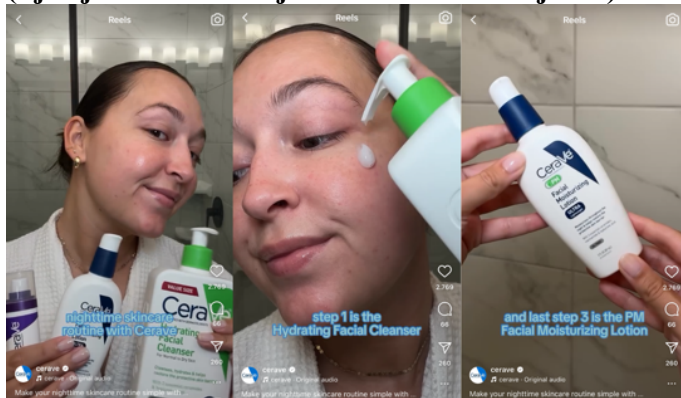 Reels
nighttime skincare
routine with Cerave
VALUE SIZE
CeraVe
Cera
Hydrating
Facial
Cleanser
2.769
66
260
cerave
cerave · Original audio
Make your nighttime skincare routine simple with ...
Reels
step 1 is the
Hydrating Facial Cleanser
2.769
66
260
cerave
cerave · Original audio
Make your nighttime skincare routine simple with ...
Reels
CeraVe
PM
Facial
Moisturizing
Lotion
ULTRA
and last step 3 is the PM
Facial Moisturizing Lotion
2.769
66
260
cerave
cerave · Original audio
Make your nighttime skincare routine simple with ...